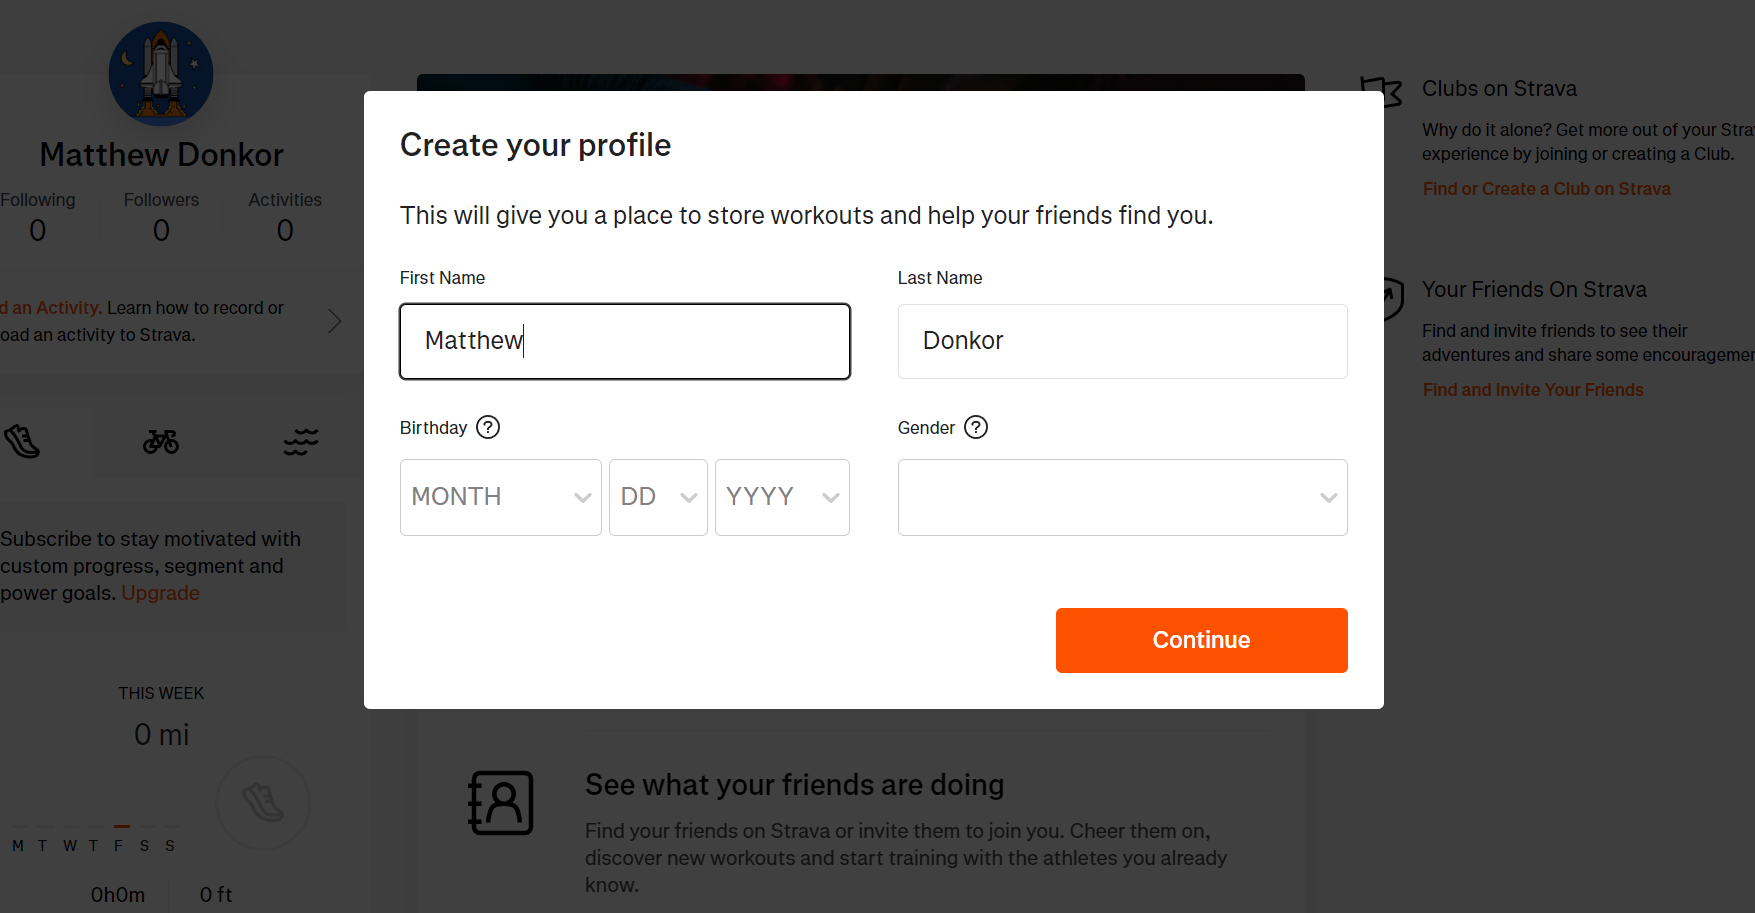 Matthew Donkor
Following
Followers
Activities
0
0
0
d an Activity. Learn how to record or
oad an activity to Strava.
Subscribe to stay motivated with
custom progress, segment and
power goals. Upgrade
THIS WEEK
0 mi
M T W T F S S
0h0m
0 ft
Create your profile
This will give you a place to store workouts and help your friends find you.
First Name
Last Name
Matthew
Donkor
Birthday ?
Gender ?
MONTH
DD
YYYY
Continue
See what your friends are doing
Find your friends on Strava or invite them to join you. Cheer them on,
discover new workouts and start training with the athletes you already
know.
Clubs on Strava
Why do it alone? Get more out of your Strav
experience by joining or creating a Club.
Find or Create a Club on Strava
Your Friends On Strava
Find and invite friends to see their
adventures and share some encouragemen
Find and Invite Your Friends